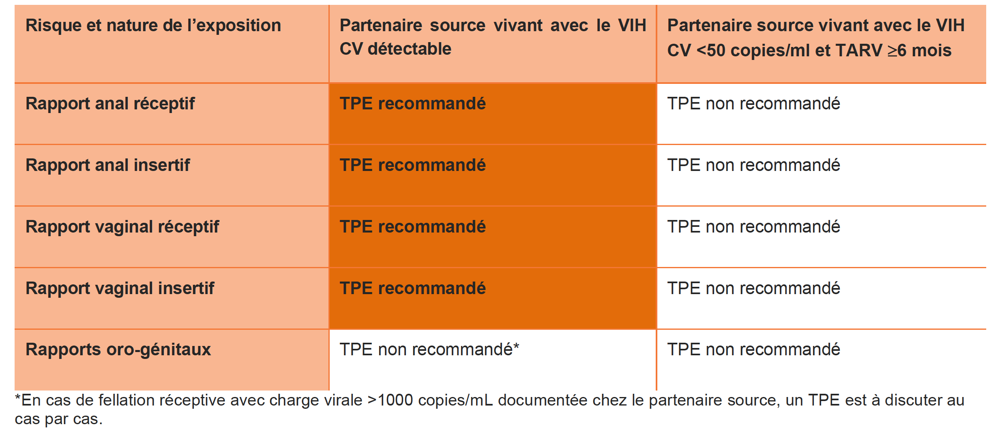 Risque et nature de l’exposition
Partenaire source vivant avec le VIH
CV détectable
Partenaire source vivant avec le VIH
CV <50 copies/ml et TARV ≥6 mois
Rapport anal réceptif
TPE recommandé
TPE non recommandé
Rapport anal insertif
TPE recommandé
TPE non recommandé
Rapport vaginal réceptif
TPE recommandé
TPE non recommandé
Rapport vaginal insertif
TPE recommandé
TPE non recommandé
Rapports oro-génitaux
TPE non recommandé*
TPE non recommandé
*En cas de fellation réceptive avec charge virale >1000 copies/mL documentée chez le partenaire source, un TPE est à discuter au
cas par cas.